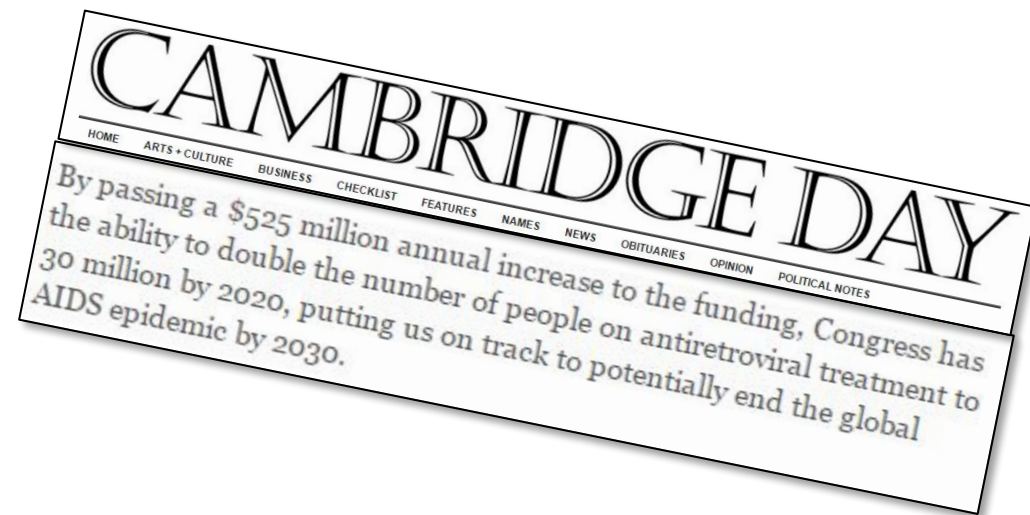 CAMBRIDGE DAY
HOME ARTS + CULTURE BUSINESS CHECKLIST FEATURES NAMES NEWS OBITUARIES OPINION POLITICAL NOTES
By passing a $525 million annual increase to the funding, Congress has
the ability to double the number of people on antiretroviral treatment to
30 million by 2020, putting us on track to potentially end the global
AIDS epidemic by 2030.